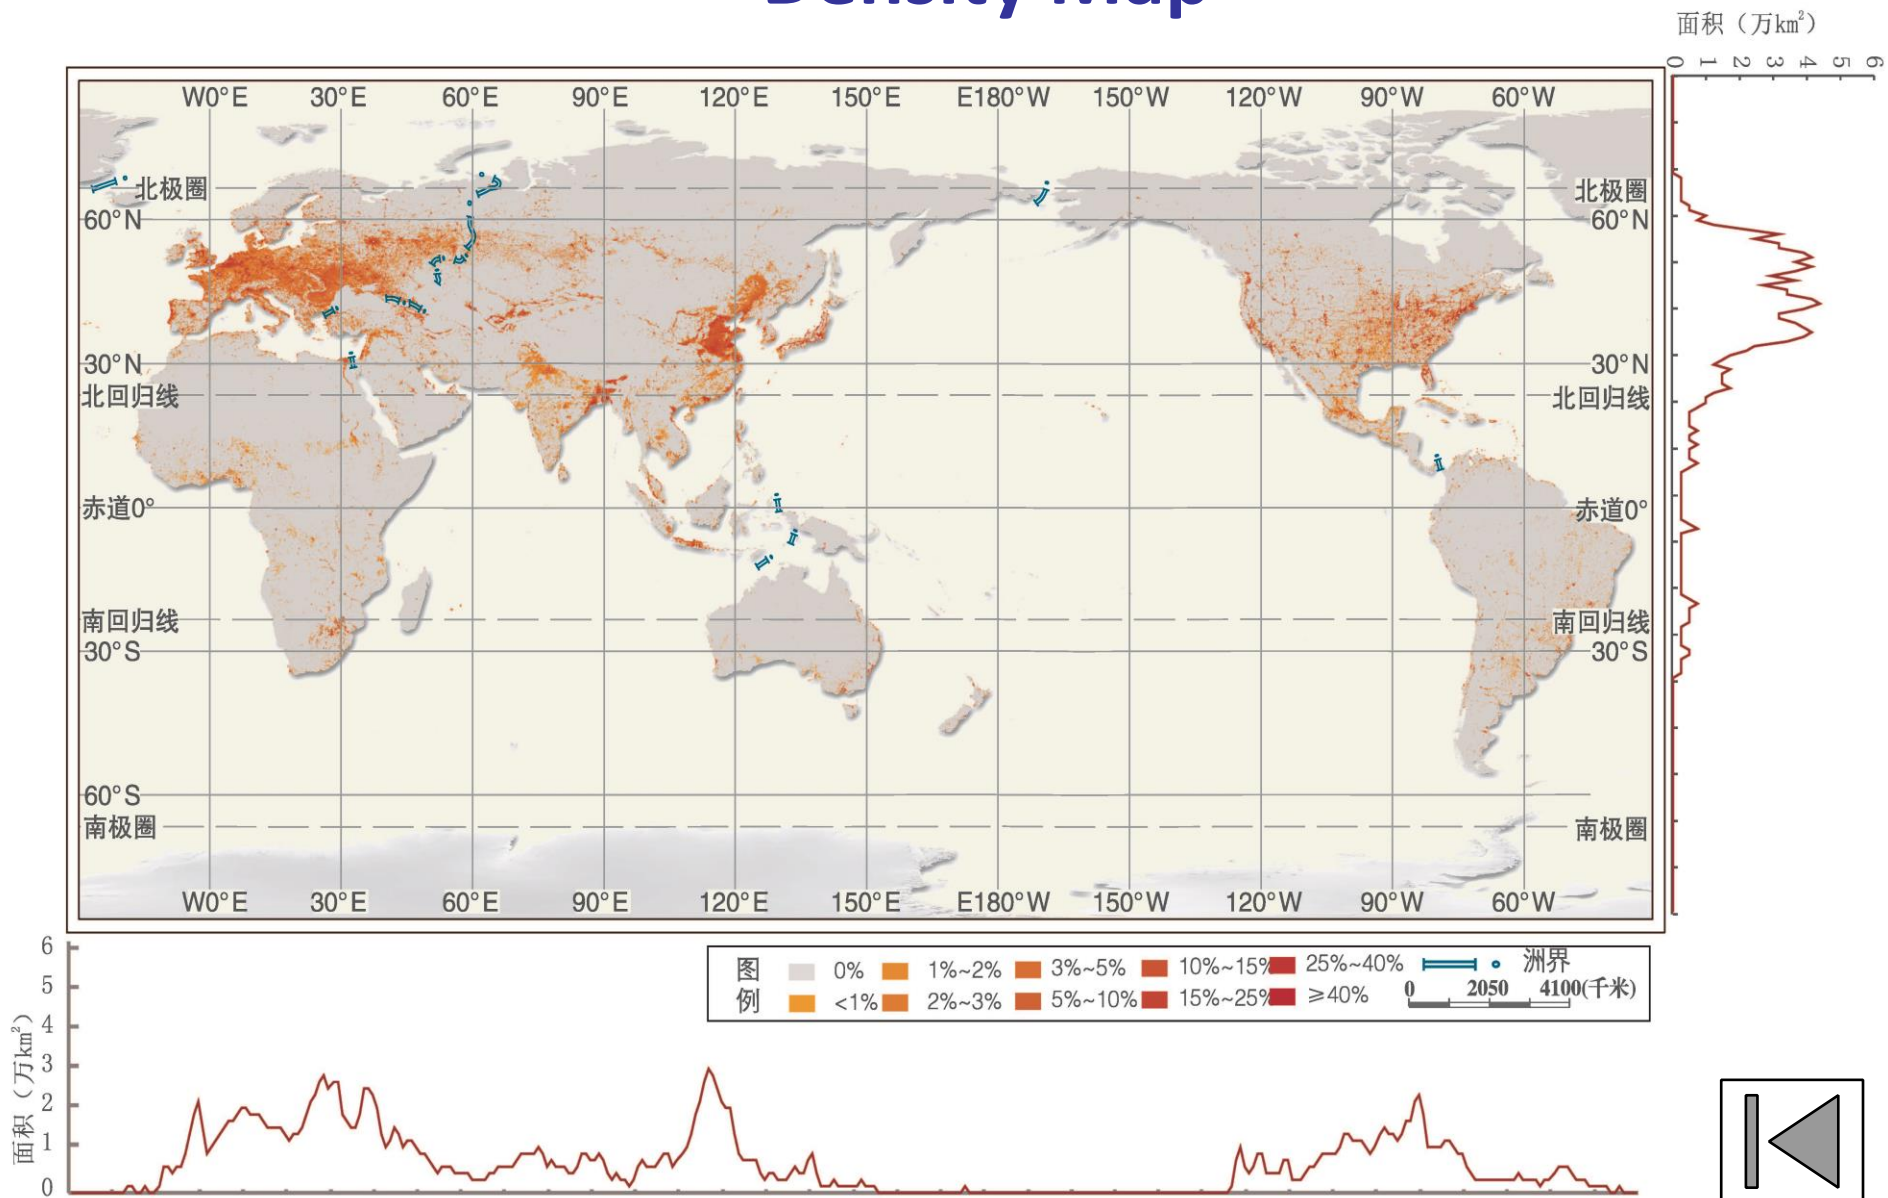 Density Map
面积（万km²）
0 1 2 3 4 5 6
W0°E 30°E 60°E 90°E 120°E 150°E E180°W 150°W 120°W 90°W 60°W
北极圈 北极圈
60°N 60°N
30°N 30°N
北回归线 北回归线
赤道0° 赤道0°
南回归线 南回归线
30°S 30°S
60°S
南极圈 南极圈
W0°E 30°E 60°E 90°E 120°E 150°E E180°W 150°W 120°W 90°W 60°W
6
5
4
3
2
1
0
面积（万km²）
图例
0% 1%~2% 3%~5% 10%~15% 25%~40% 洲界
<1% 2%~3% 5%~10% 15%~25% ≥40% 0 2050 4100(千米)